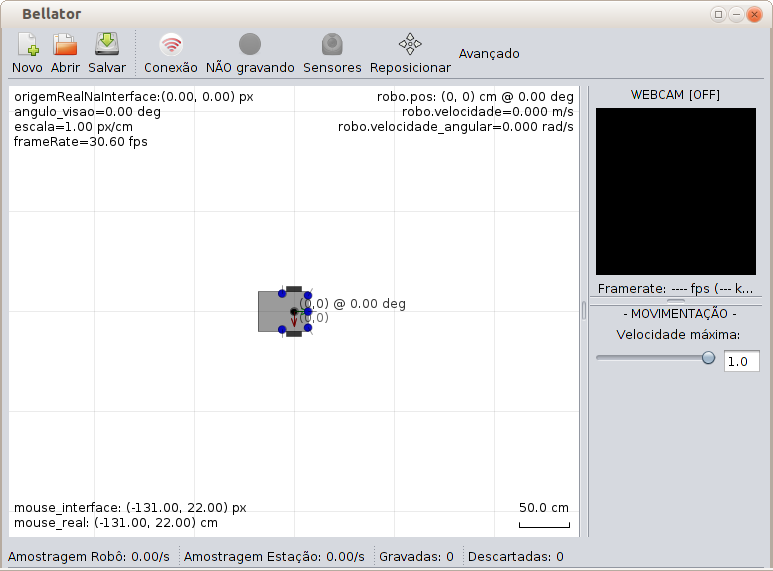 Bellator
Novo Abrir Salvar Conexão NÃO gravando Sensores Reposicionar Avançado
origemRealNaInterface:(0.00, 0.00) px
angulo_visao=0.00 deg
escala=1.00 px/cm
frameRate=30.60 fps
robo.pos: (0, 0) cm @ 0.00 deg
robo.velocidade=0.000 m/s
robo.velocidade_angular=0.000 rad/s
(0,0) @ 0.00 deg
(0,0)
mouse_interface: (-131.00, 22.00) px
mouse_real: (-131.00, 22.00) cm
50.0 cm
WEBCAM [OFF]
Framerate: ---- fps (--- k...
- MOVIMENTAÇÃO -
Velocidade máxima:
1.0
Amostragem Robô: 0.00/s Amostragem Estação: 0.00/s Gravadas: 0 Descartadas: 0